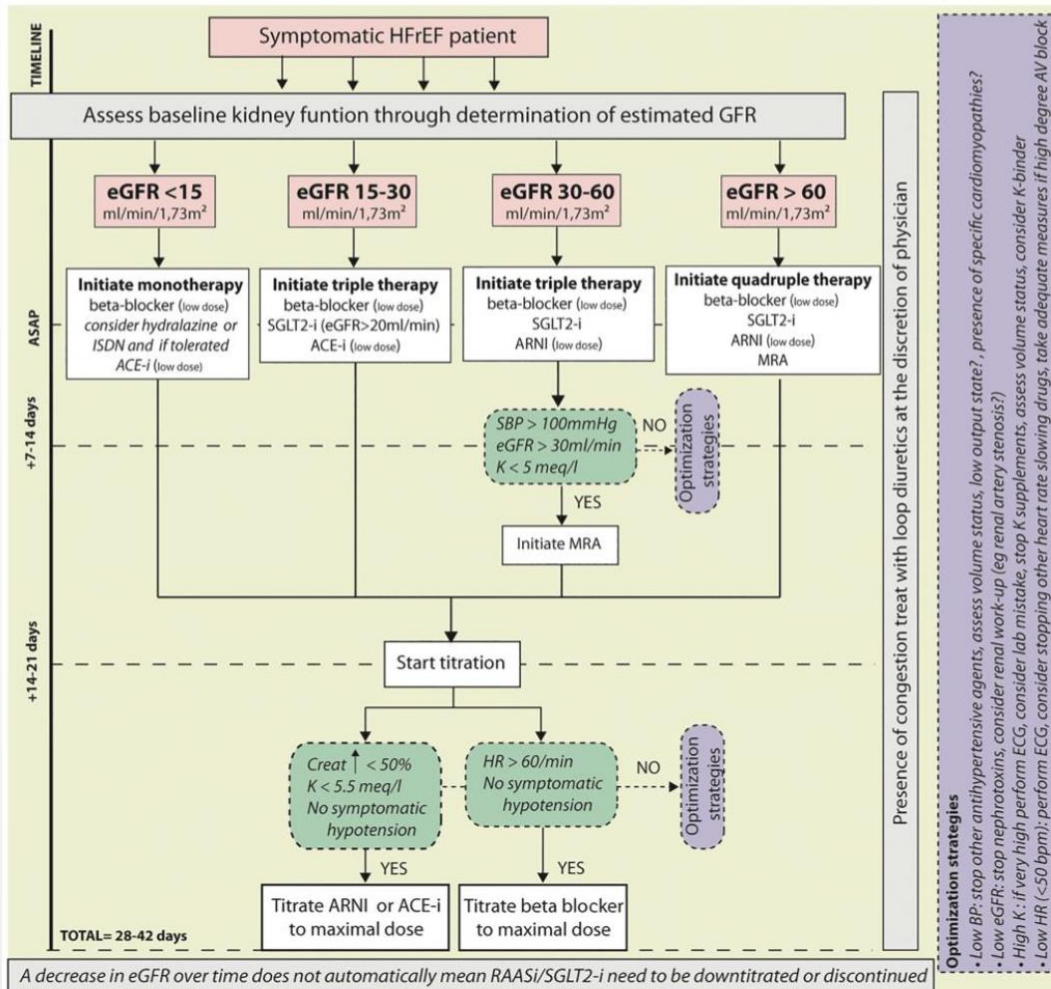 TIMELINE
Symptomatic HFrEF patient
Assess baseline kidney funtion through determination of estimated GFR
eGFR <15
ml/min/1,73m²
eGFR 15-30
ml/min/1,73m²
eGFR 30-60
ml/min/1,73m²
eGFR > 60
ml/min/1,73m²
ASAP
Initiate monotherapy
beta-blocker (low dose)
consider hydralazine or
ISDN and if tolerated
ACE-i (low dose)
Initiate triple therapy
beta-blocker (low dose)
SGLT2-i (eGFR>20ml/min)
ACE-i (low dose)
Initiate triple therapy
beta-blocker (low dose)
SGLT2-i
ARNI (low dose)
Initiate quadruple therapy
beta-blocker (low dose)
SGLT2-i
ARNI (low dose)
MRA
+7-14 days
SBP > 100mmHg
eGFR > 30ml/min
K < 5 meq/l
NO
Optimization
strategies
YES
Initiate MRA
+14-21 days
Start titration
Creat ↑ < 50%
K < 5.5 meq/l
No symptomatic
hypotension
HR > 60/min
No symptomatic
hypotension
NO
Optimization
strategies
YES
YES
Titrate ARNI or ACE-i
to maximal dose
Titrate beta blocker
to maximal dose
TOTAL= 28-42 days
A decrease in eGFR over time does not automatically mean RAASi/SGLT2-i need to be downtitrated or discontinued
Presence of congestion treat with loop diuretics at the discretion of physician
Optimization strategies
• Low BP: stop other antihypertensive agents, assess volume status, low output state?, presence of specific cardiomyopathies?
• Low eGFR: stop nephrotoxins, consider renal work-up (eg renal artery stenosis?)
• High K : if very high perform ECG, consider lab mistake, stop K supplements, assess volume status, consider K-binder
• Low HR (<50 bpm): perform ECG, consider stopping other heart rate slowing drugs, take adequate measures if high degree AV block